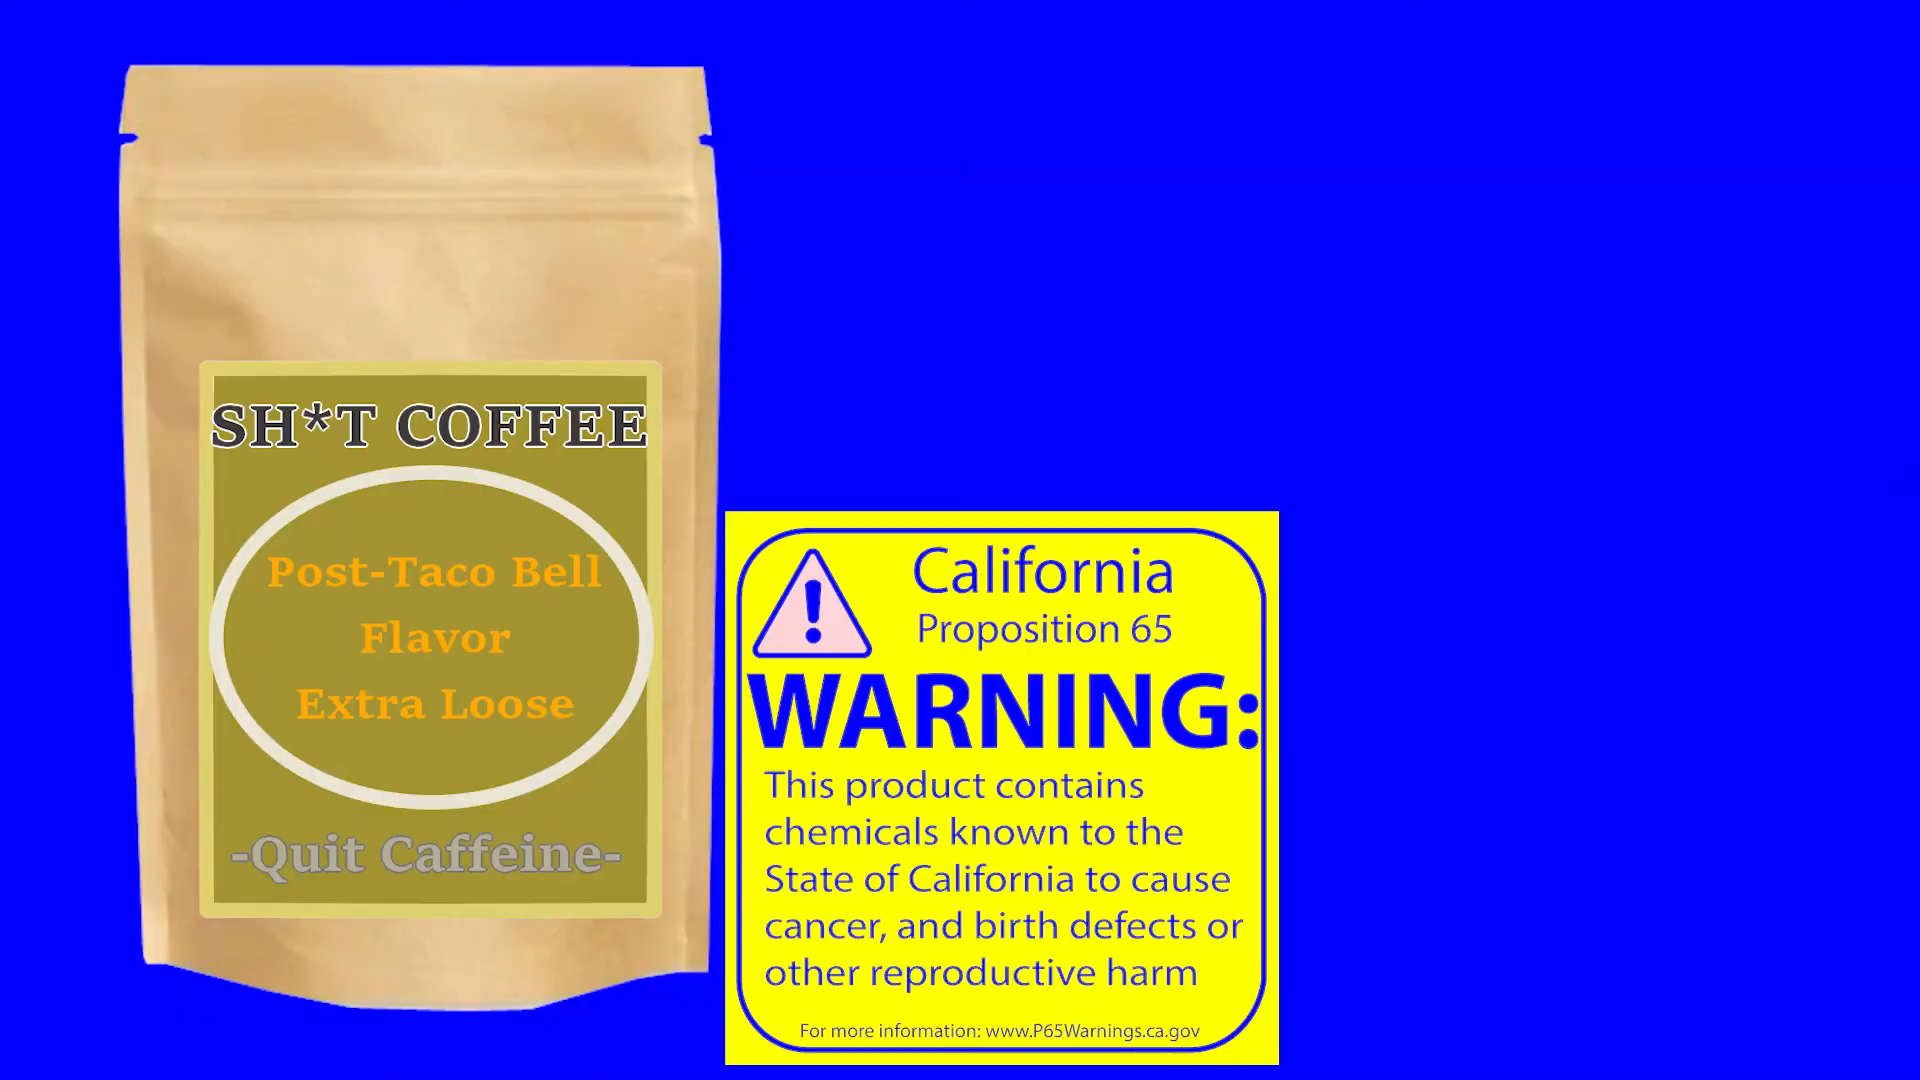 SH*T COFFEE
Post-Taco Bell
Flavor
Extra Loose
-Quit Caffeine-
California
Proposition 65
WARNING:
This product contains
chemicals known to the
State of California to cause
cancer, and birth defects or
other reproductive harm
For more information: www.P65Warnings.ca.gov